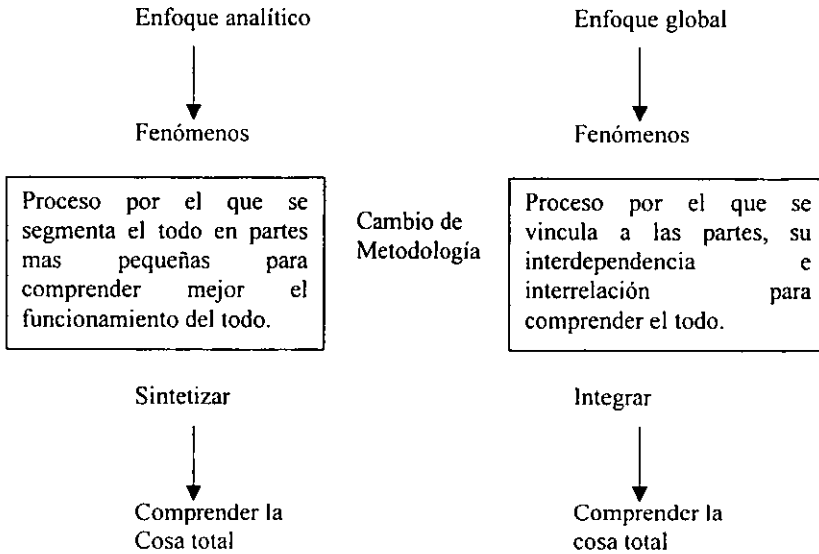 Enfoque analítico
Fenómenos
Proceso por el que se
segmenta el todo en partes
mas pequeñas para
comprender mejor el
funcionamiento del todo.
Sintetizar
Comprender la
Cosa total
Cambio de
Metodología
Enfoque global
Fenómenos
Proceso por el que se
vincula a las partes, su
interdependencia e
interrelación para
comprender el todo.
Integrar
Comprender la
cosa total